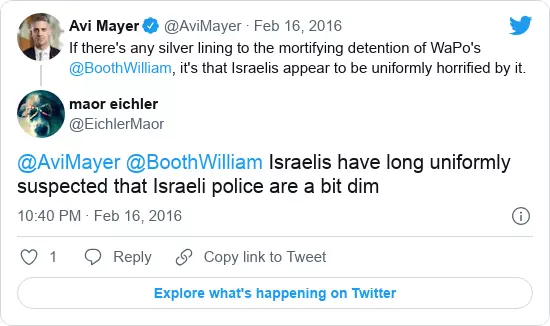 Avi Mayer @AviMayer · Feb 16, 2016
If there's any silver lining to the mortifying detention of WaPo's
@BoothWilliam, it's that Israelis appear to be uniformly horrified by it.
maor eichler
@EichlerMaor
@AviMayer @BoothWilliam Israelis have long uniformly
suspected that Israeli police are a bit dim
10:40 PM · Feb 16, 2016
1 Reply Copy link to Tweet
Explore what's happening on Twitter